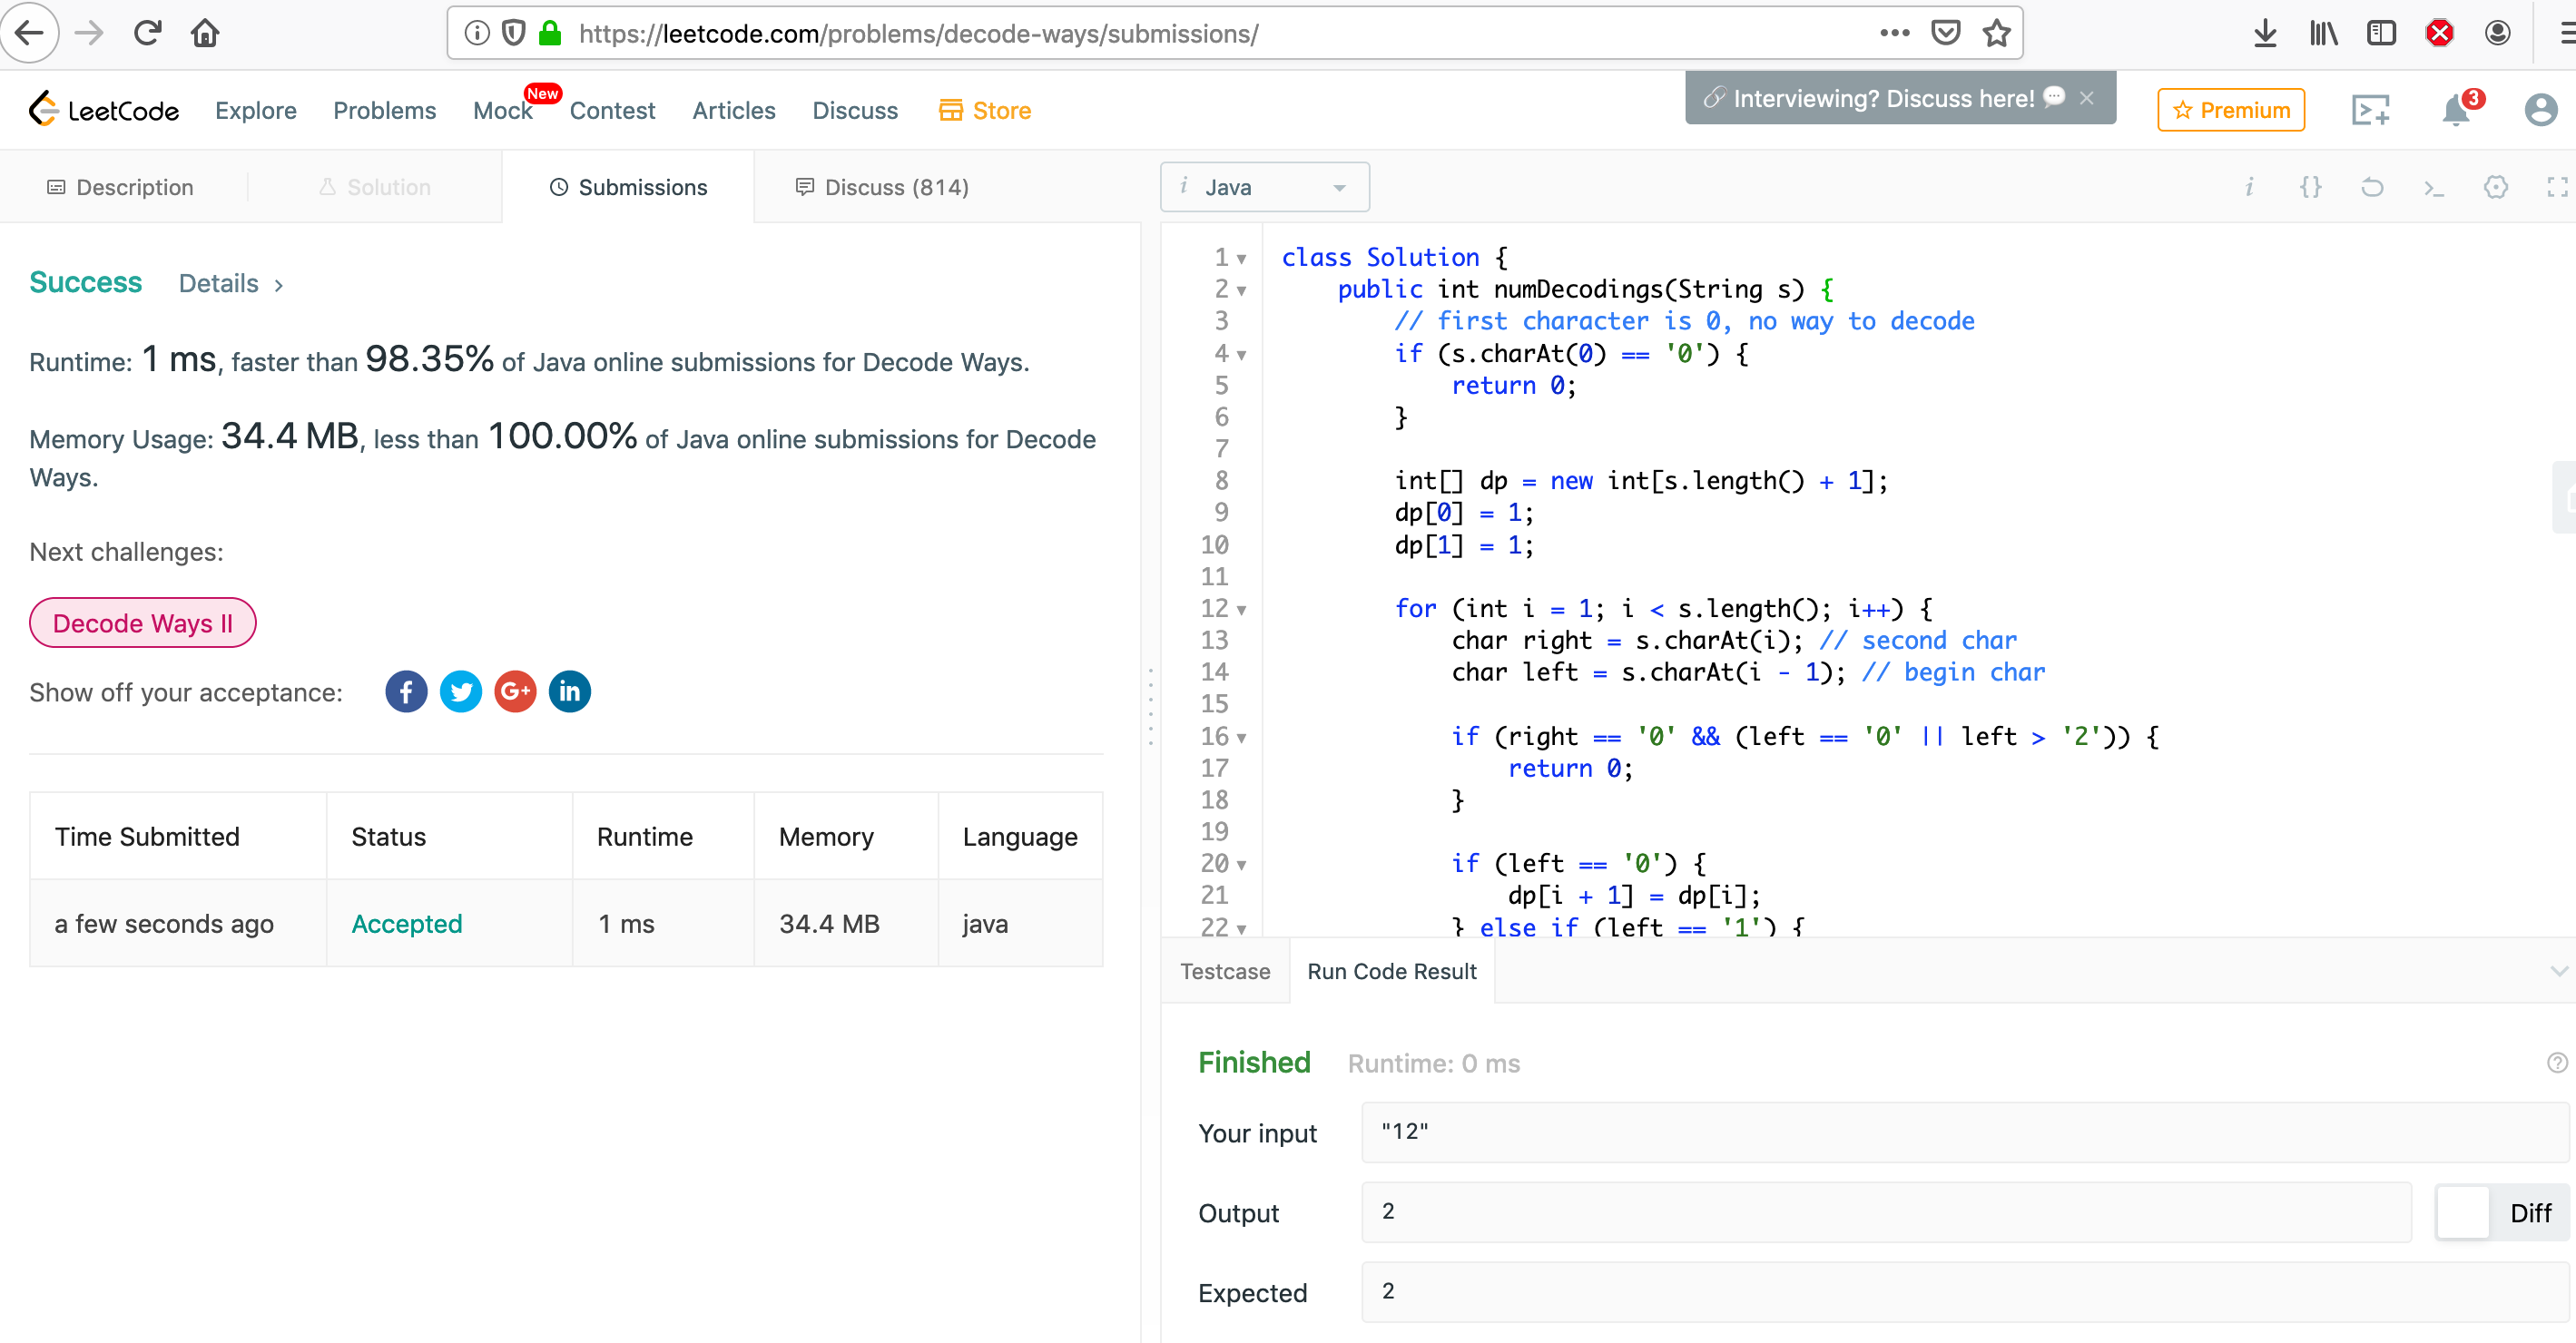 https://leetcode.com/problems/decode-ways/submissions/
LeetCode
Explore
Problems
Mock
New
Contest
Articles
Discuss
Store
Interviewing? Discuss here!
Premium
3
Description
Solution
Submissions
Discuss (814)
Success
Details
Runtime: 1 ms, faster than 98.35% of Java online submissions for Decode Ways.
Memory Usage: 34.4 MB, less than 100.00% of Java online submissions for Decode
Ways.
Next challenges:
Decode Ways II
Show off your acceptance:
f
G+
in
Time Submitted Status Runtime Memory Language
a few seconds ago Accepted 1 ms 34.4 MB java
i Java
i {}
1 class Solution {
2     public int numDecodings(String s) {
3         // first character is 0, no way to decode
4         if (s.charAt(0) == '0') {
5             return 0;
6         }
7
8         int[] dp = new int[s.length() + 1];
9         dp[0] = 1;
10         dp[1] = 1;
11
12         for (int i = 1; i < s.length(); i++) {
13             char right = s.charAt(i); // second char
14             char left = s.charAt(i - 1); // begin char
15
16             if (right == '0' && (left == '0' || left > '2')) {
17                 return 0;
18             }
19
20             if (left == '0') {
21                 dp[i + 1] = dp[i];
22             } else if (left == '1') {
Testcase
Run Code Result
Finished
Runtime: 0 ms
Your input
"12"
Output
2
Diff
Expected
2